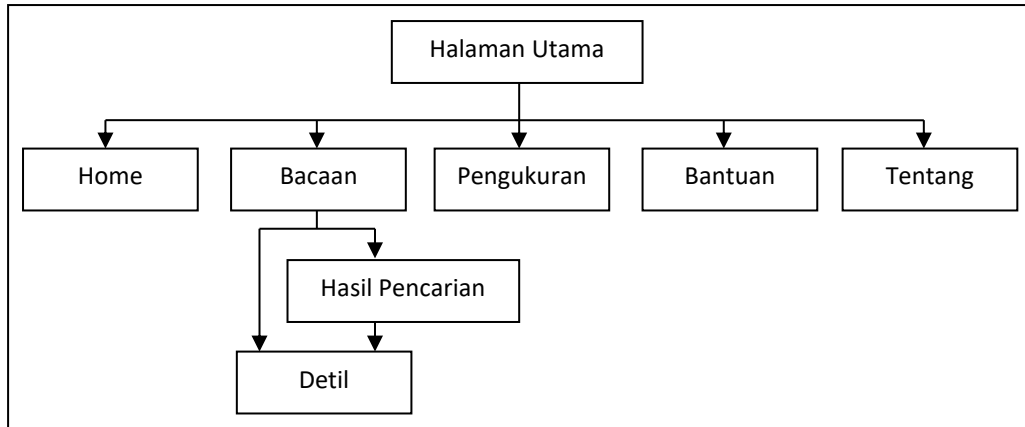 Halaman Utama
Home
Bacaan
Pengukuran
Bantuan
Tentang
Hasil Pencarian
Detil